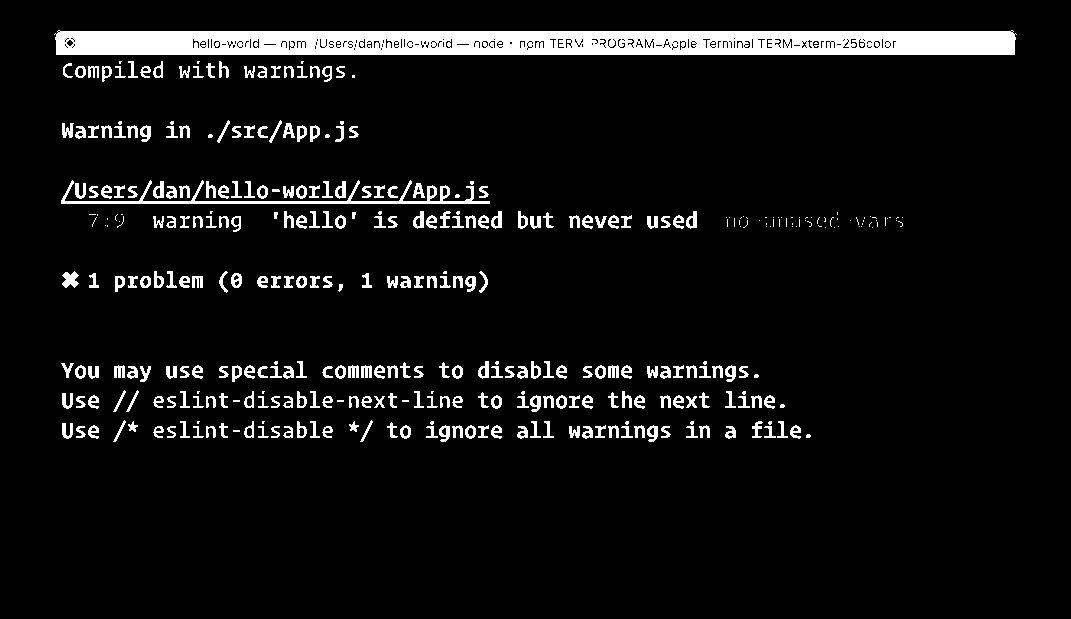 hello-world — npm /Users/dan/hello-world — node • npm TERM_PROGRAM=Apple_Terminal TERM=xterm-256color
Compiled with warnings.
Warning in ./src/App.js
/Users/dan/hello-world/src/App.js
7:9 warning 'hello' is defined but never used no-unused-vars
✖ 1 problem (0 errors, 1 warning)
You may use special comments to disable some warnings.
Use // eslint-disable-next-line to ignore the next line.
Use /* eslint-disable */ to ignore all warnings in a file.